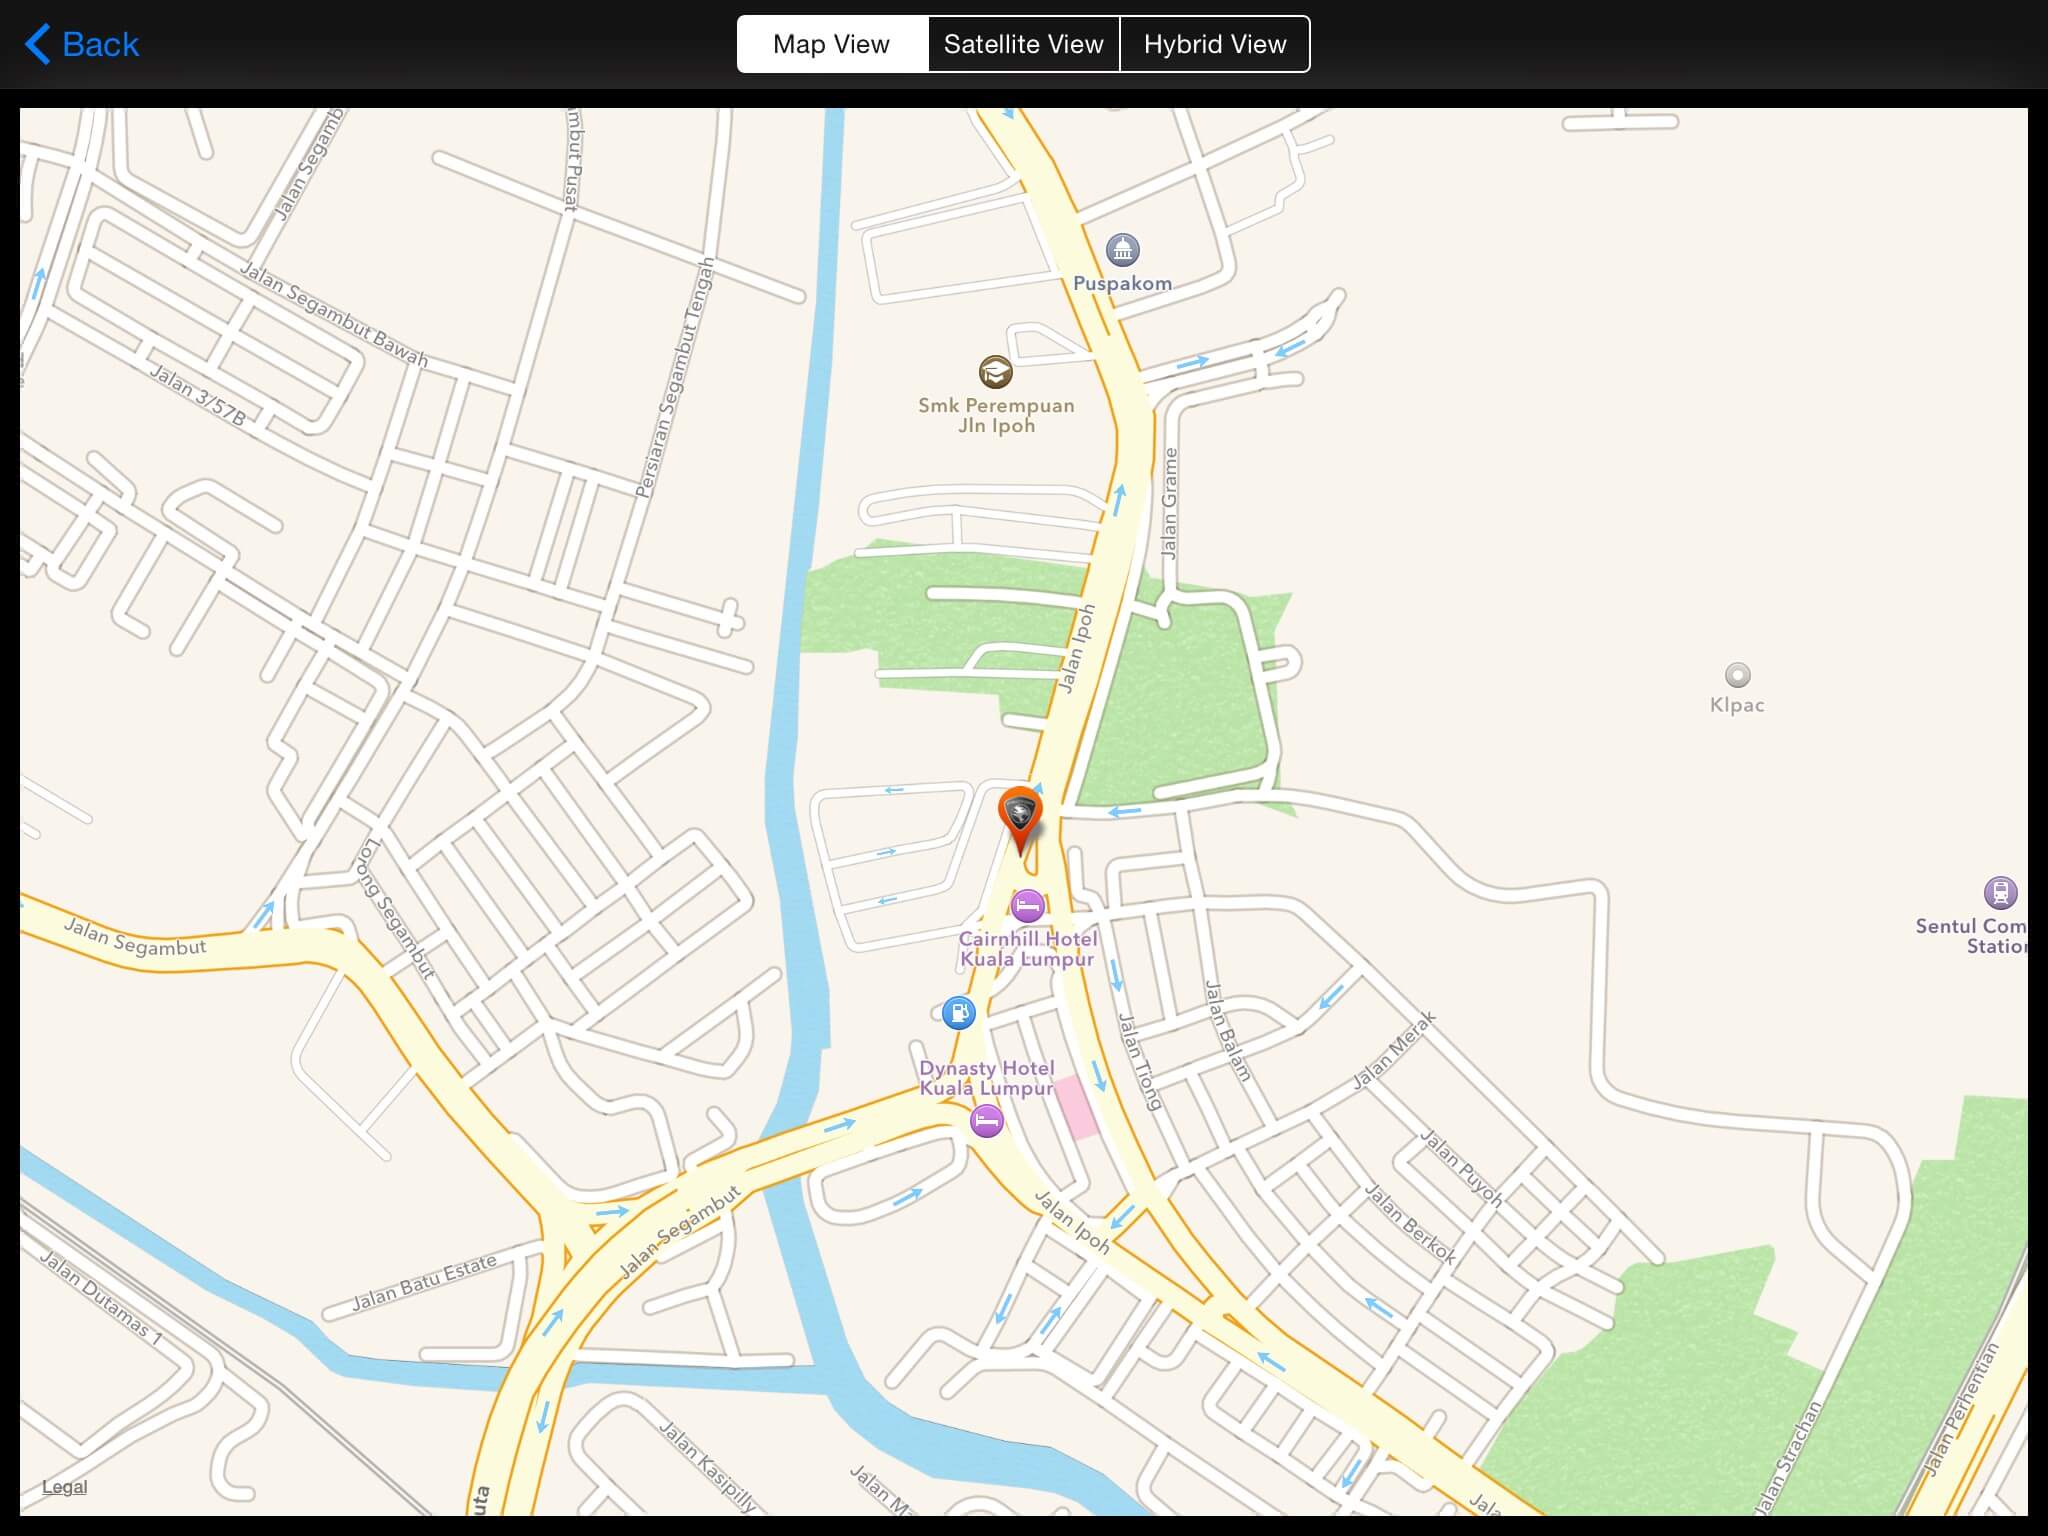 Back
Map View
Satellite View
Hybrid View
Jalan Segamb
mbut Pusat
Puspakom
Jalan Segambut Bawah
Persiaran Segambut Tengah
Jalan 3/57B
Smk Perempuan
Jln Ipoh
Jalan Grame
Jalan Ipoh
Klpac
Lorong Segambut
Jalan Segambut
Cairnhill Hotel
Kuala Lumpur
Sentul Com
Station
Jalan Balam
Jalan Tiong
Jalan Merak
Dynasty Hotel
Kuala Lumpur
Jalan Puyoh
Jalan Berkok
Jalan Segambut
Jalan Ipoh
Jalan Batu Estate
Jalan Dutamas 1
Jalan Perhentian
Jalan Strachan
Jalan Kasipilly
Jalan Ma
Jala
uta
Legal